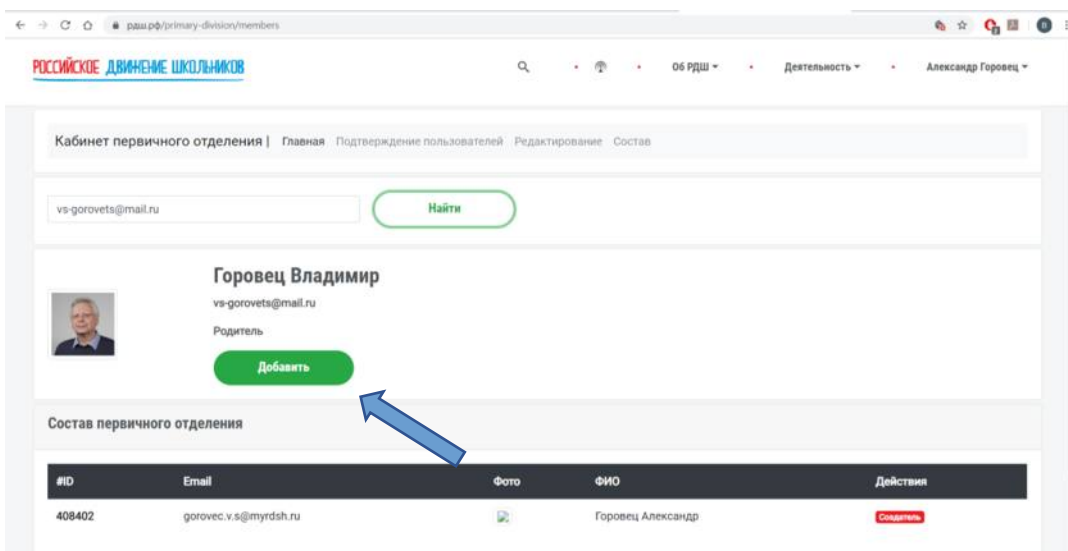 рдш.рф/primary-division/members
РОССИЙСКОЕ ДВИЖЕНИЕ ШКОЛЬНИКОВ
Об РДШ
Деятельность
Александр Горовец
Кабинет первичного отделения | Главная Подтверждение пользователей Редактирование Состав
vs-gorovets@mail.ru Найти
Горовец Владимир
vs-gorovets@mail.ru
Родитель
Добавить
Состав первичного отделения
#ID Email Фото ФИО Действия
408402 gorovec.v.s@myrdsh.ru Горовец Александр Создатель